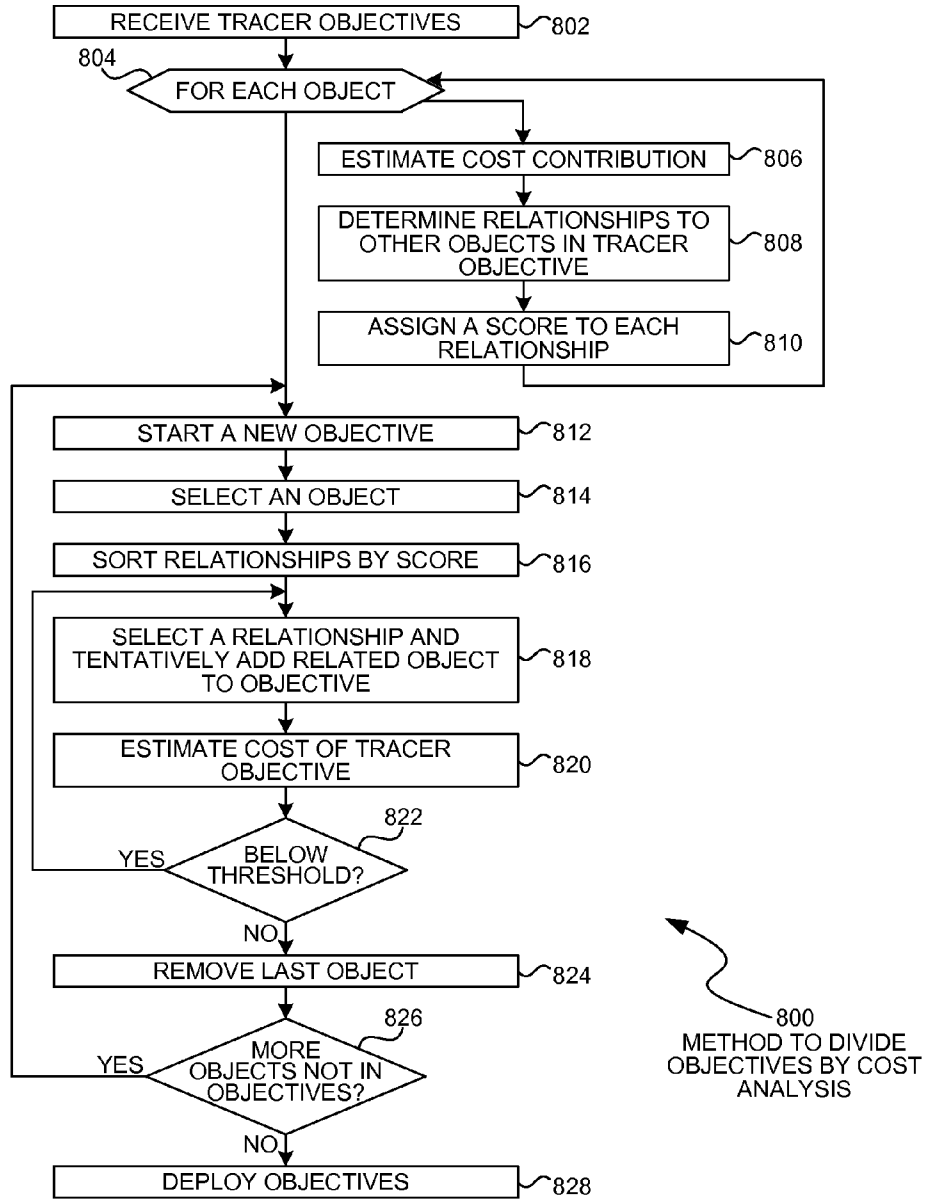 RECEIVE TRACER OBJECTIVES
802
804
FOR EACH OBJECT
ESTIMATE COST CONTRIBUTION
806
DETERMINE RELATIONSHIPS TO
OTHER OBJECTS IN TRACER
OBJECTIVE
808
ASSIGN A SCORE TO EACH
RELATIONSHIP
810
START A NEW OBJECTIVE
812
SELECT AN OBJECT
814
SORT RELATIONSHIPS BY SCORE
816
SELECT A RELATIONSHIP AND
TENTATIVELY ADD RELATED OBJECT
TO OBJECTIVE
818
ESTIMATE COST OF TRACER
OBJECTIVE
820
822
YES
BELOW
THRESHOLD?
NO
REMOVE LAST OBJECT
824
826
YES
MORE
OBJECTS NOT IN
OBJECTIVES?
NO
DEPLOY OBJECTIVES
828
800
METHOD TO DIVIDE
OBJECTIVES BY COST
ANALYSIS